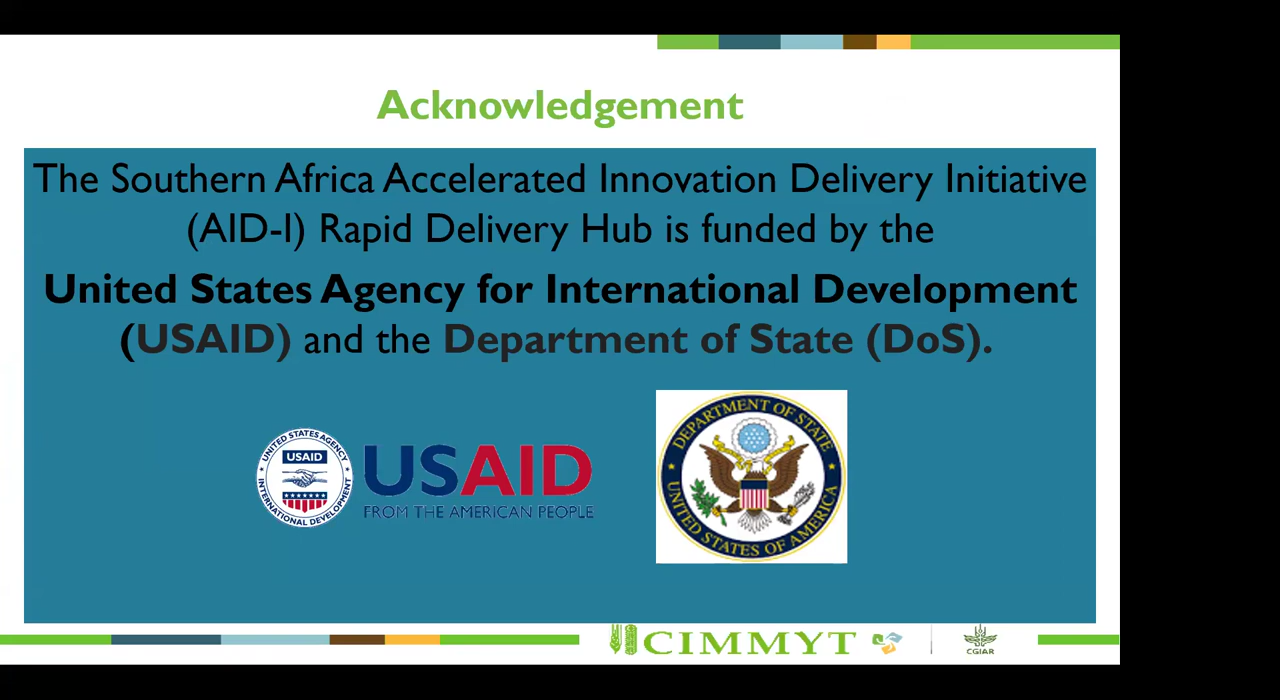 Acknowledgement
The Southern Africa Accelerated Innovation Delivery Initiative
(AID-I) Rapid Delivery Hub is funded by the
United States Agency for International Development
(USAID) and the Department of State (DoS).
UNITED STATES AGENCY
USAID
INTERNATIONAL DEVELOPMENT
USAID
FROM THE AMERICAN PEOPLE
DEPARTMENT OF STATE
UNITED STATES OF AMERICA
CIMMYT
CGIAR